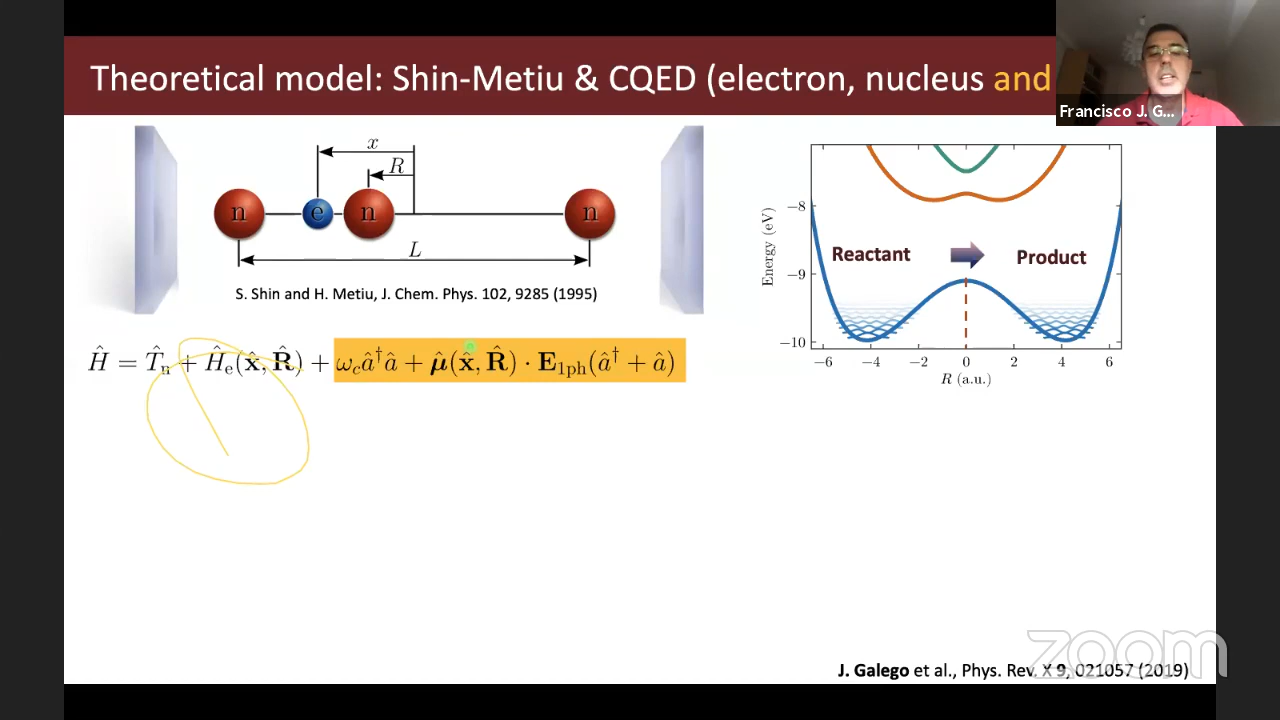 Theoretical model: Shin-Metiu & CQED (electron, nucleus and
Francisco J. G...
x
R
n e n n
L
S. Shin and H. Metiu, J. Chem. Phys. 102, 9285 (1995)
Ĥ = T̂ₙ + Ĥₑ(x̂, R̂) + ω_c â†â + μ̂(x̂, R̂) · E₁ₚₕ(â† + â)
Energy (eV)
−8
−9
−10
Reactant Product
−6 −4 −2 0 2 4 6
R (a.u.)
zoom
J. Galego et al., Phys. Rev. X 9, 021057 (2019)